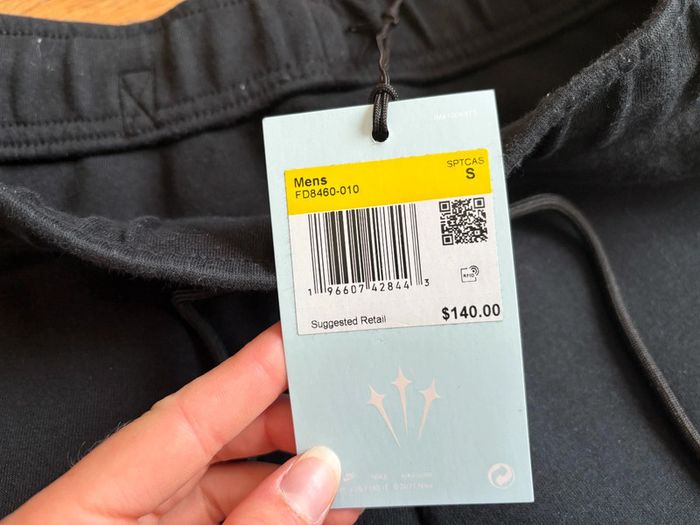 Mens
SPTCAS
FD8460-010
S
1 96607 42844 3
RFID
Suggested Retail
$140.00